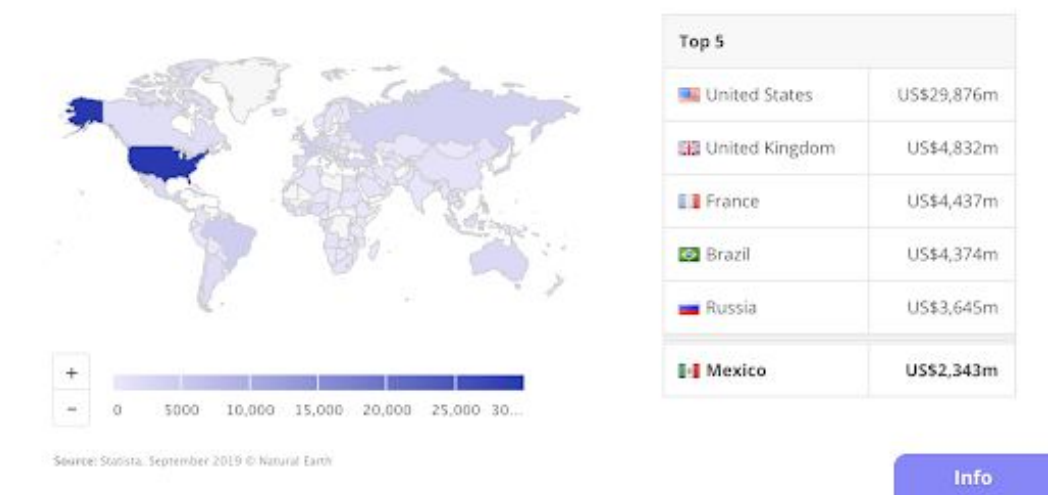 Top 5
United States US$29,876m
United Kingdom US$4,832m
France US$4,437m
Brazil US$4,374m
Russia US$3,645m
Mexico US$2,343m
+
−
0 5000 10,000 15,000 20,000 25,000 30...
Source: Statista, September 2019 © Natural Earth
Info